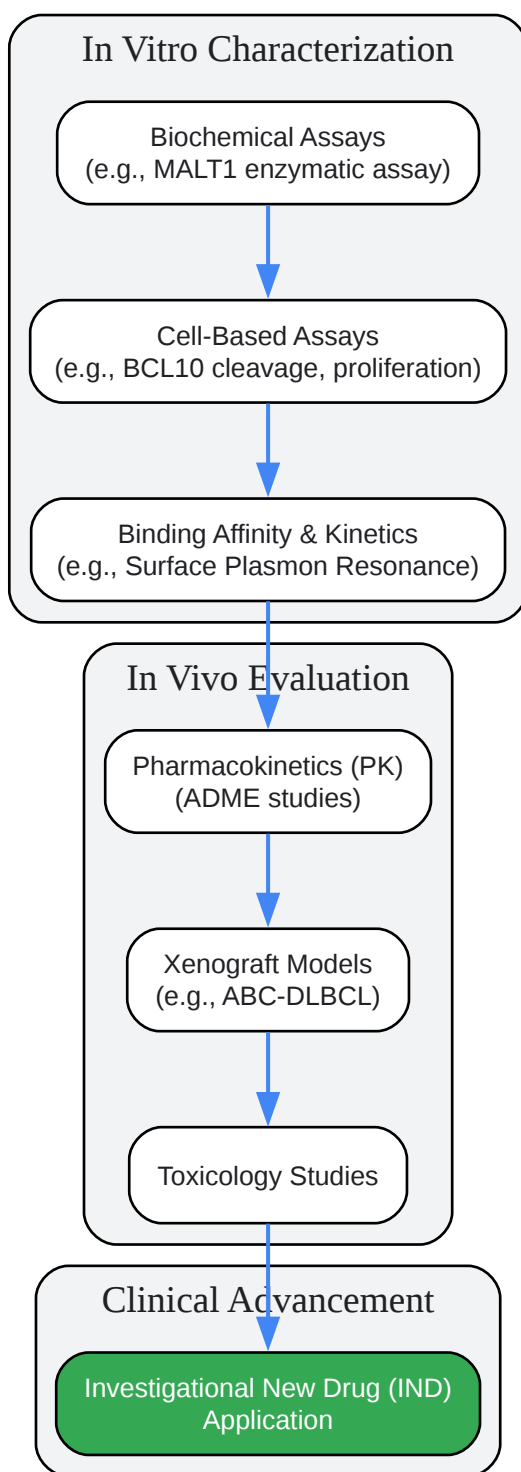 In Vitro Characterization
Biochemical Assays
(e.g., MALT1 enzymatic assay)
Cell-Based Assays
(e.g., BCL10 cleavage, proliferation)
Binding Affinity & Kinetics
(e.g., Surface Plasmon Resonance)
In Vivo Evaluation
Pharmacokinetics (PK)
(ADME studies)
Xenograft Models
(e.g., ABC-DLBCL)
Toxicology Studies
Clinical Advancement
Investigational New Drug (IND)
Application